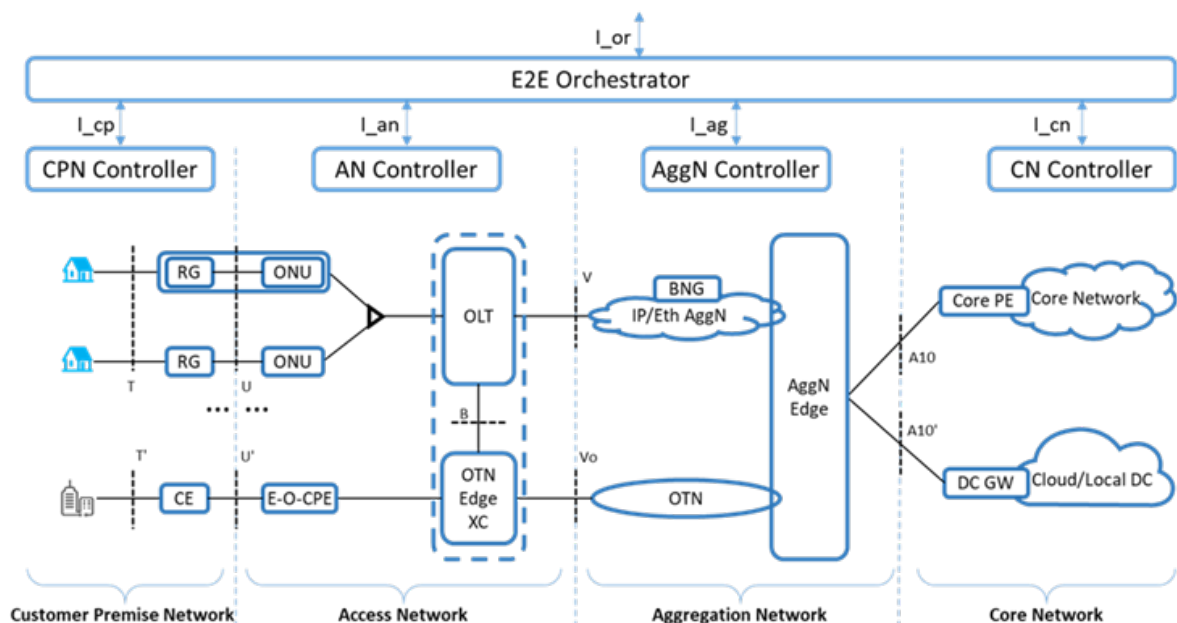 I_or
E2E Orchestrator
I_cp
I_an
I_ag
I_cn
CPN Controller
AN Controller
AggN Controller
CN Controller
RG
ONU
OLT
V
BNG
IP/Eth AggN
Core PE
Core Network
RG
ONU
T
U
A10
... ...
B
AggN
Edge
A10'
T'
U'
Vo
CE
E-O-CPE
OTN
Edge
XC
OTN
DC GW
Cloud/Local DC
Customer Premise Network
Access Network
Aggregation Network
Core Network